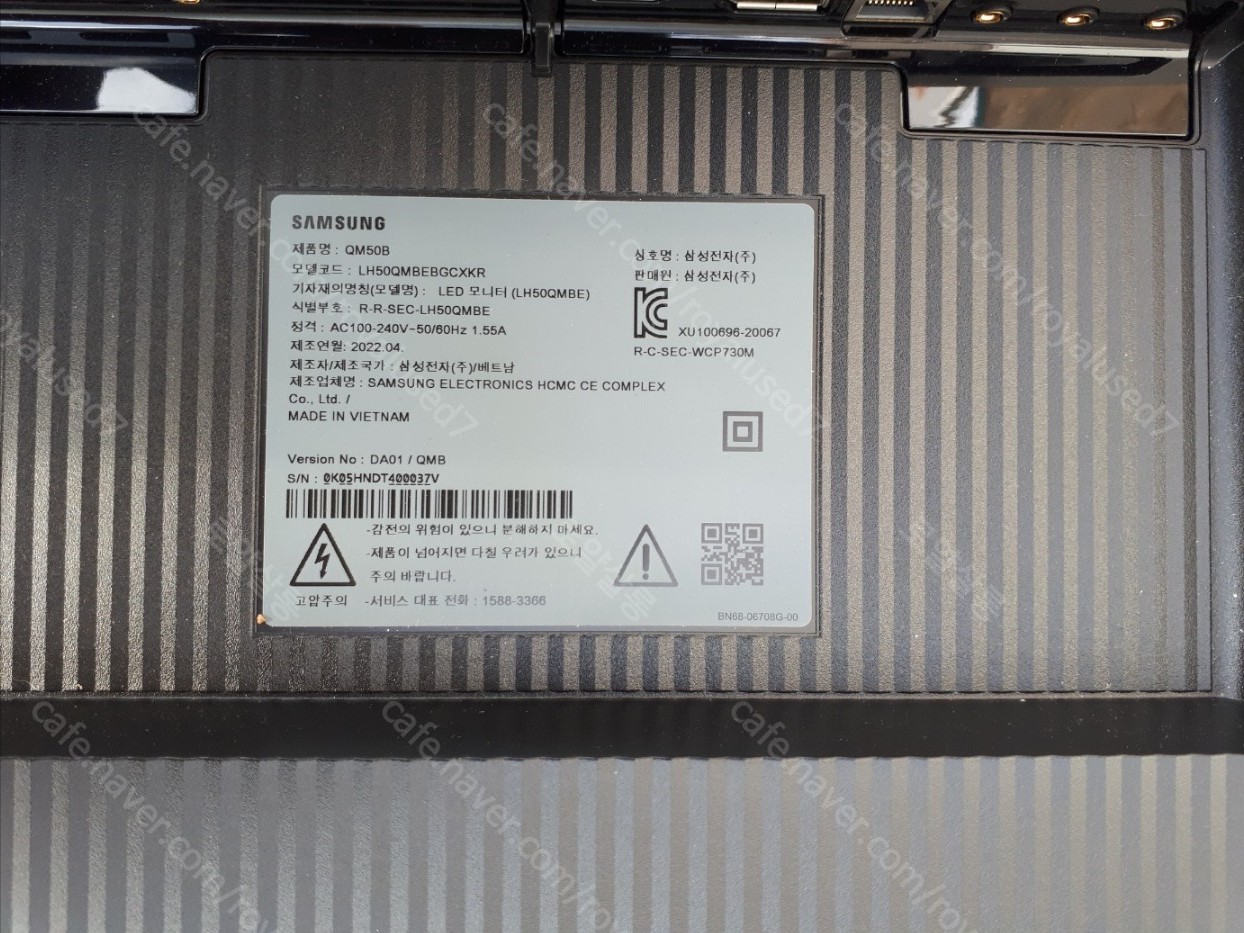 SAMSUNG
제품명 : QM50B
모델코드 : LH50QMBEBGCXKR
기자재의명칭(모델명) : LED 모니터 (LH50QMBE)
식별부호 : R-R-SEC-LH50QMBE
정격 : AC100-240V~50/60Hz 1.55A
제조연월: 2022.04.
제조자/제조국가 : 삼성전자(주)/베트남
제조업체명 : SAMSUNG ELECTRONICS HCMC CE COMPLEX
Co., Ltd. /
MADE IN VIETNAM
상호명 : 삼성전자(주)
판매원 : 삼성전자(주)
XU100696-20067
R-C-SEC-WCP730M
Version No : DA01 / QMB
S/N : 0K05HNDT400037V
-감전의 위험이 있으니 분해하지 마세요.
-제품이 넘어지면 다칠 우려가 있으니
주의 바랍니다.
고압주의 -서비스 대표 전화 : 1588-3366
BN68-06708G-00
cafe.naver.com/royalused7
cafe.naver.com/royalused7
cafe.naver.com/royalused7